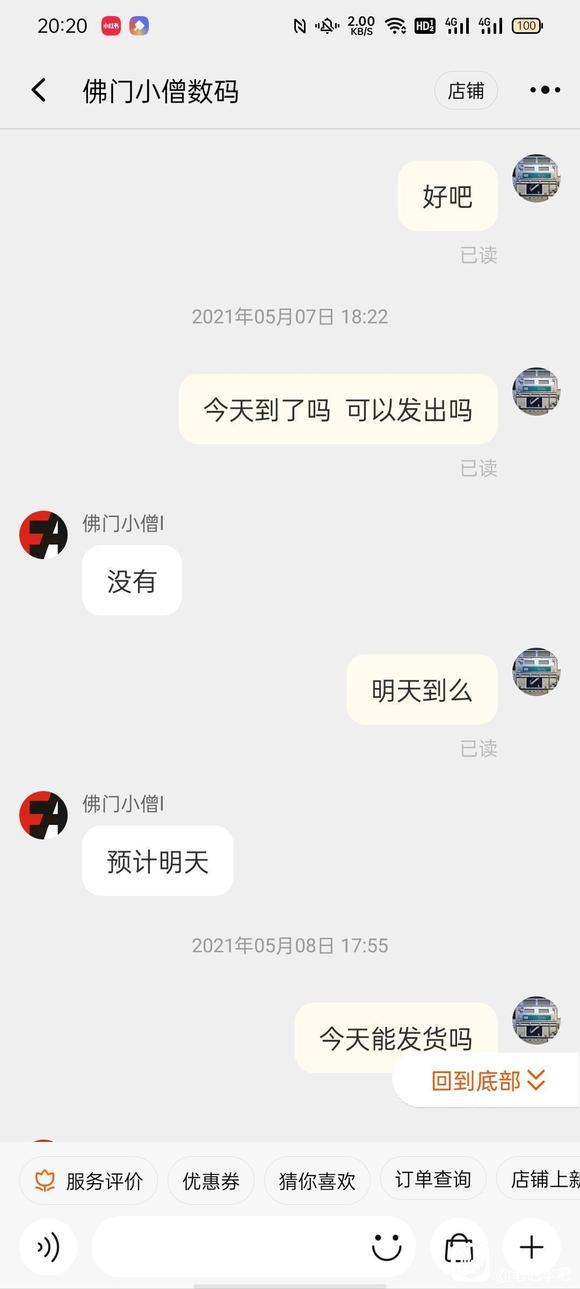 20:20
小红书
2.00
KB/S
HD
4G
4G
100
佛门小僧数码
店铺
好吧
已读
2021年05月07日 18:22
今天到了吗 可以发出吗
已读
佛门小僧l
没有
明天到么
已读
佛门小僧l
预计明天
2021年05月08日 17:55
今天能发货吗
回到底部
服务评价
优惠券
猜你喜欢
订单查询
店铺上新